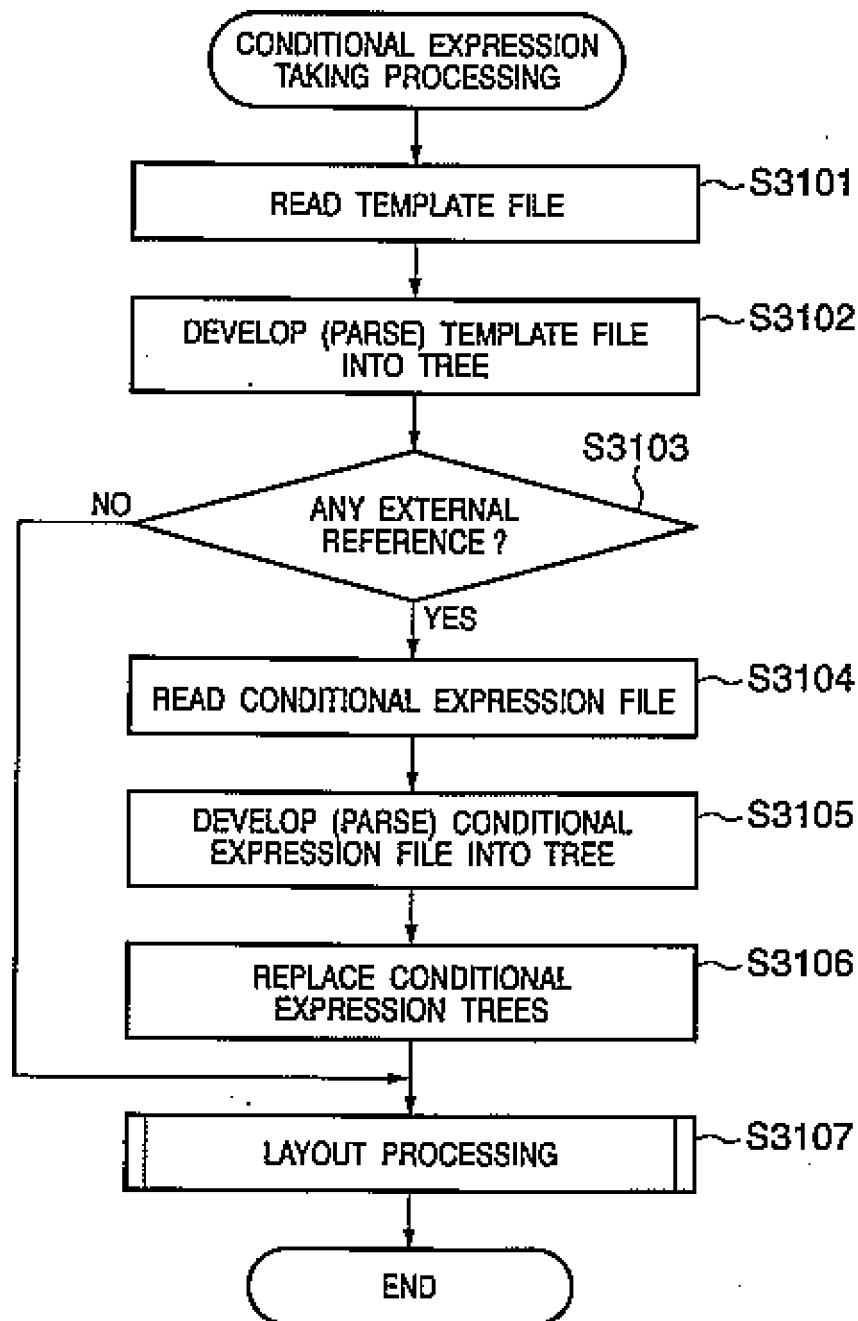 CONDITIONAL EXPRESSION
TAKING PROCESSING
READ TEMPLATE FILE
S3101
DEVELOP (PARSE) TEMPLATE FILE
INTO TREE
S3102
S3103
NO
ANY EXTERNAL
REFERENCE?
YES
READ CONDITIONAL EXPRESSION FILE
S3104
DEVELOP (PARSE) CONDITIONAL
EXPRESSION FILE INTO TREE
S3105
REPLACE CONDITIONAL
EXPRESSION TREES
S3106
LAYOUT PROCESSING
S3107
END